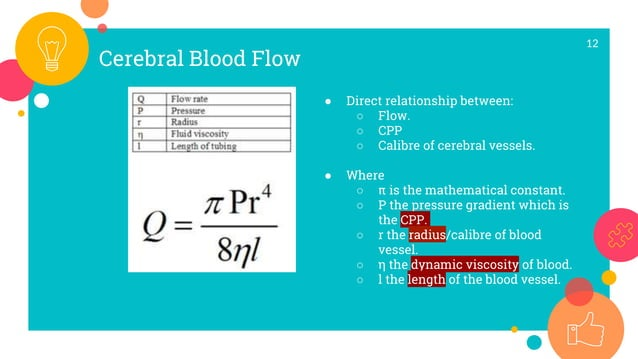 12
Cerebral Blood Flow
Q Flow rate
P Pressure
r Radius
η Fluid viscosity
l Length of tubing
Q = πPr⁴ / 8ηl
● Direct relationship between:
○ Flow.
○ CPP
○ Calibre of cerebral vessels.
● Where
○ π is the mathematical constant.
○ P the pressure gradient which is
the CPP.
○ r the radius/calibre of blood
vessel.
○ η the dynamic viscosity of blood.
○ l the length of the blood vessel.